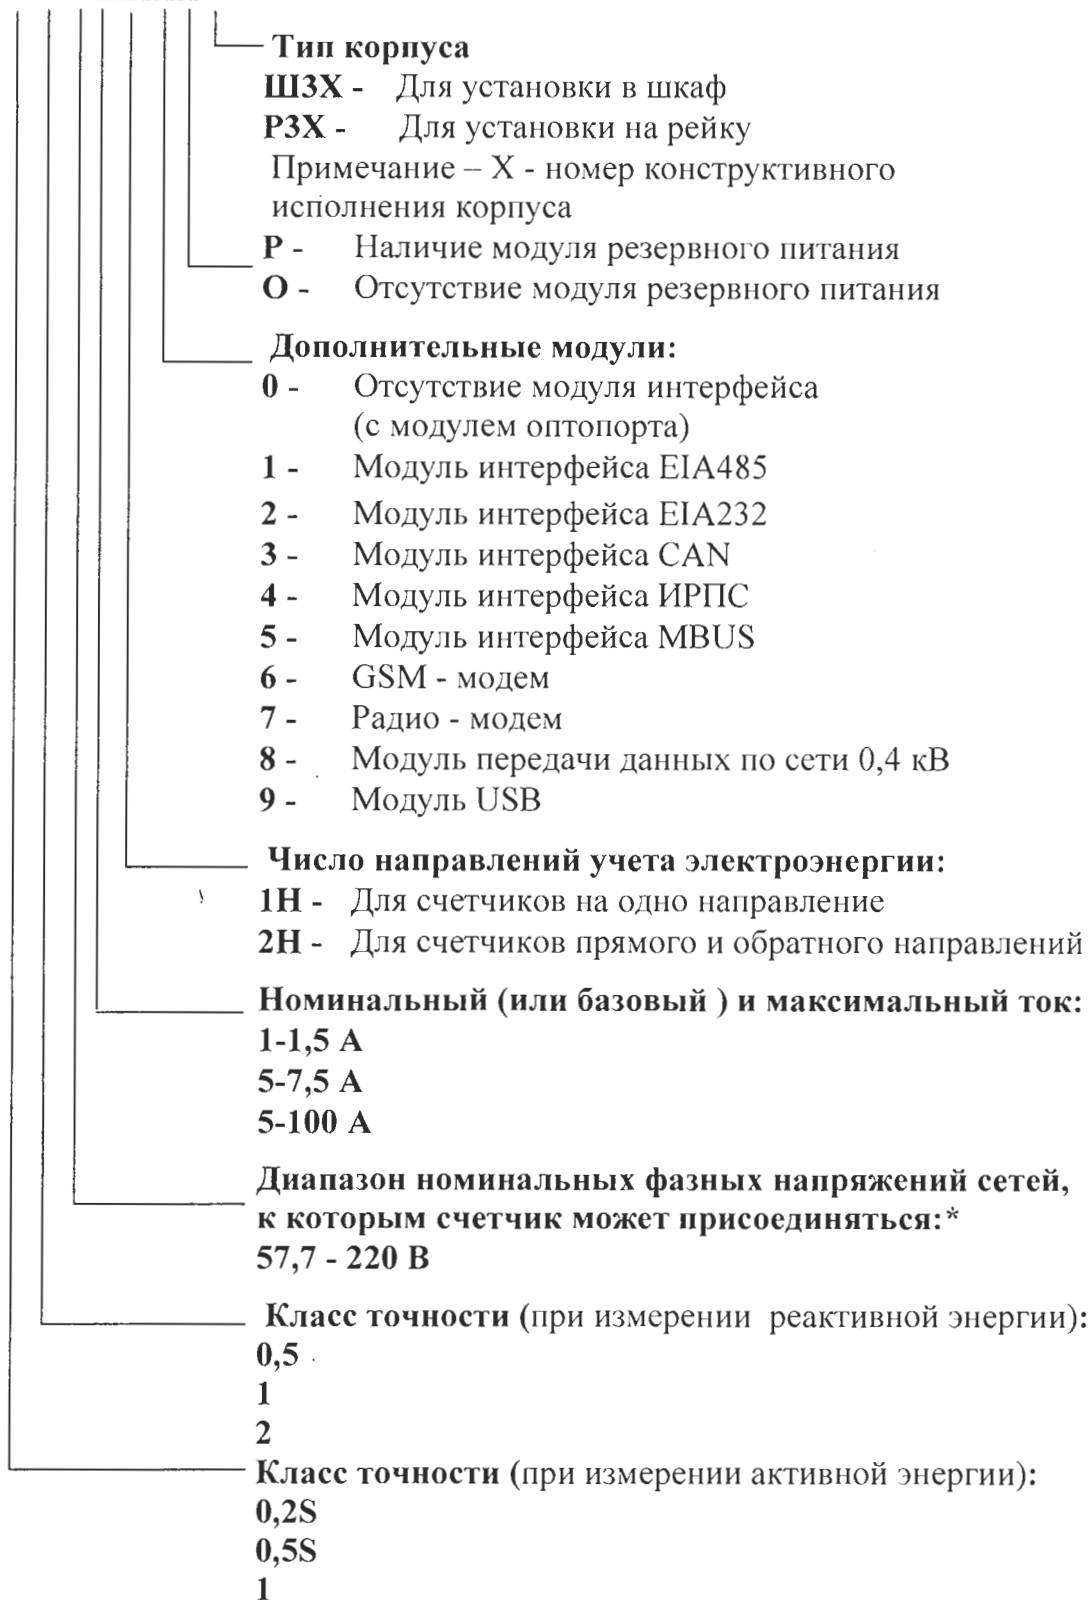 Тип корпуса
Ш3Х - Для установки в шкаф
Р3Х - Для установки на рейку
Примечание – Х - номер конструктивного
исполнения корпуса
Р - Наличие модуля резервного питания
О - Отсутствие модуля резервного питания
Дополнительные модули:
0 - Отсутствие модуля интерфейса
(с модулем оптопорта)
1 - Модуль интерфейса EIA485
2 - Модуль интерфейса EIA232
3 - Модуль интерфейса CAN
4 - Модуль интерфейса ИРПС
5 - Модуль интерфейса MBUS
6 - GSM - модем
7 - Радио - модем
8 - Модуль передачи данных по сети 0,4 кВ
9 - Модуль USB
Число направлений учета электроэнергии:
1Н - Для счетчиков на одно направление
2Н - Для счетчиков прямого и обратного направлений
Номинальный (или базовый ) и максимальный ток:
1-1,5 А
5-7,5 А
5-100 А
Диапазон номинальных фазных напряжений сетей,
к которым счетчик может присоединяться:*
57,7 - 220 В
Класс точности (при измерении реактивной энергии):
0,5
1
2
Класс точности (при измерении активной энергии):
0,2S
0,5S
1